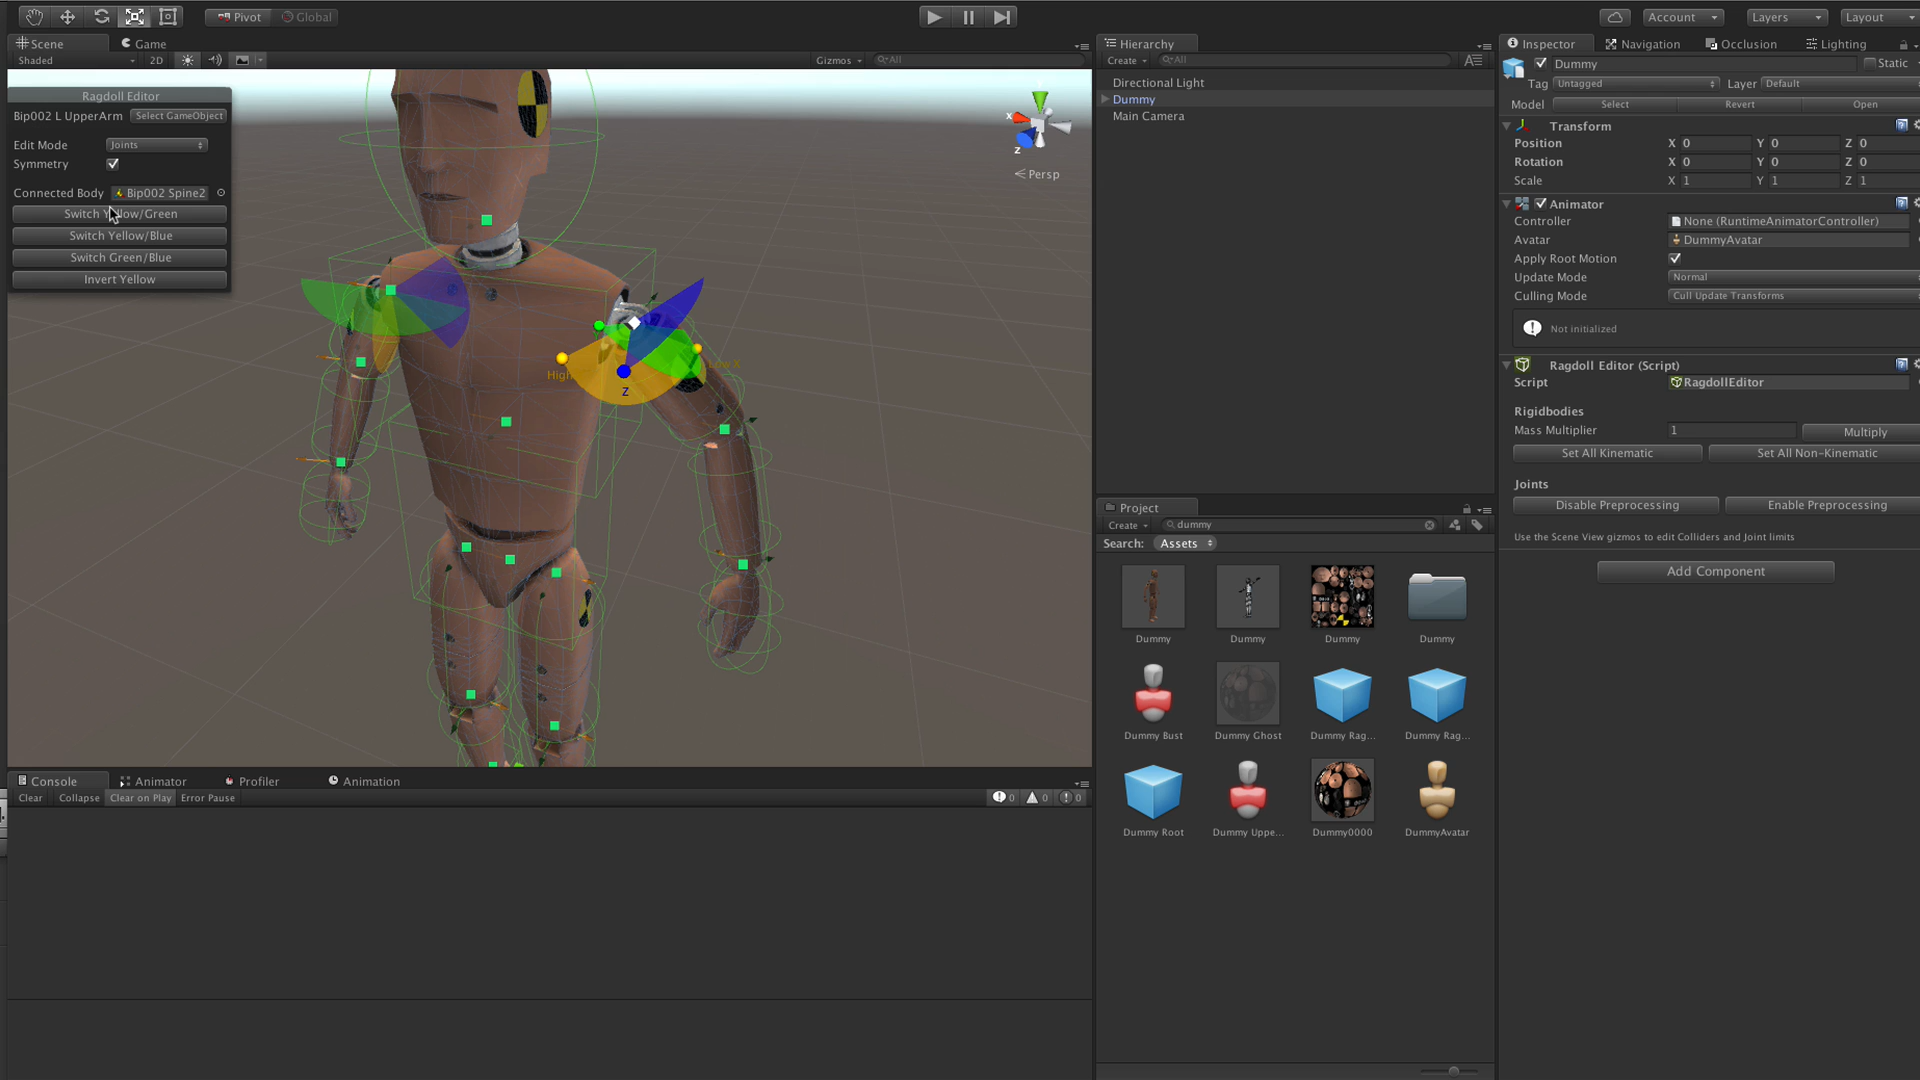 Pivot
Global
Account
Layers
Layout
Scene
Game
Shaded
2D
Gizmos
All
Ragdoll Editor
Bip002 L UpperArm
Select GameObject
Edit Mode
Joints
Symmetry
Connected Body
Bip002 Spine2
Switch Yellow/Green
Switch Yellow/Blue
Switch Green/Blue
Invert Yellow
x
z
Persp
High
Low X
Z
Console
Animator
Profiler
Animation
Clear
Collapse
Clear on Play
Error Pause
0
0
0
Hierarchy
Create
All
Directional Light
Dummy
Main Camera
Project
Create
dummy
Search:
Assets
Dummy
Dummy
Dummy
Dummy
Dummy Bust
Dummy Ghost
Dummy Rag...
Dummy Rag...
Dummy Root
Dummy Uppe...
Dummy0000
DummyAvatar
Inspector
Navigation
Occlusion
Lighting
Dummy
Static
Tag
Untagged
Layer
Default
Model
Select
Revert
Open
Transform
Position X 0 Y 0 Z 0
Rotation X 0 Y 0 Z 0
Scale X 1 Y 1 Z 1
Animator
Controller
None (RuntimeAnimatorController)
Avatar
DummyAvatar
Apply Root Motion
Update Mode
Normal
Culling Mode
Cull Update Transforms
Not initialized
Ragdoll Editor (Script)
Script
RagdollEditor
Rigidbodies
Mass Multiplier
1
Multiply
Set All Kinematic
Set All Non-Kinematic
Joints
Disable Preprocessing
Enable Preprocessing
Use the Scene View gizmos to edit Colliders and Joint limits
Add Component